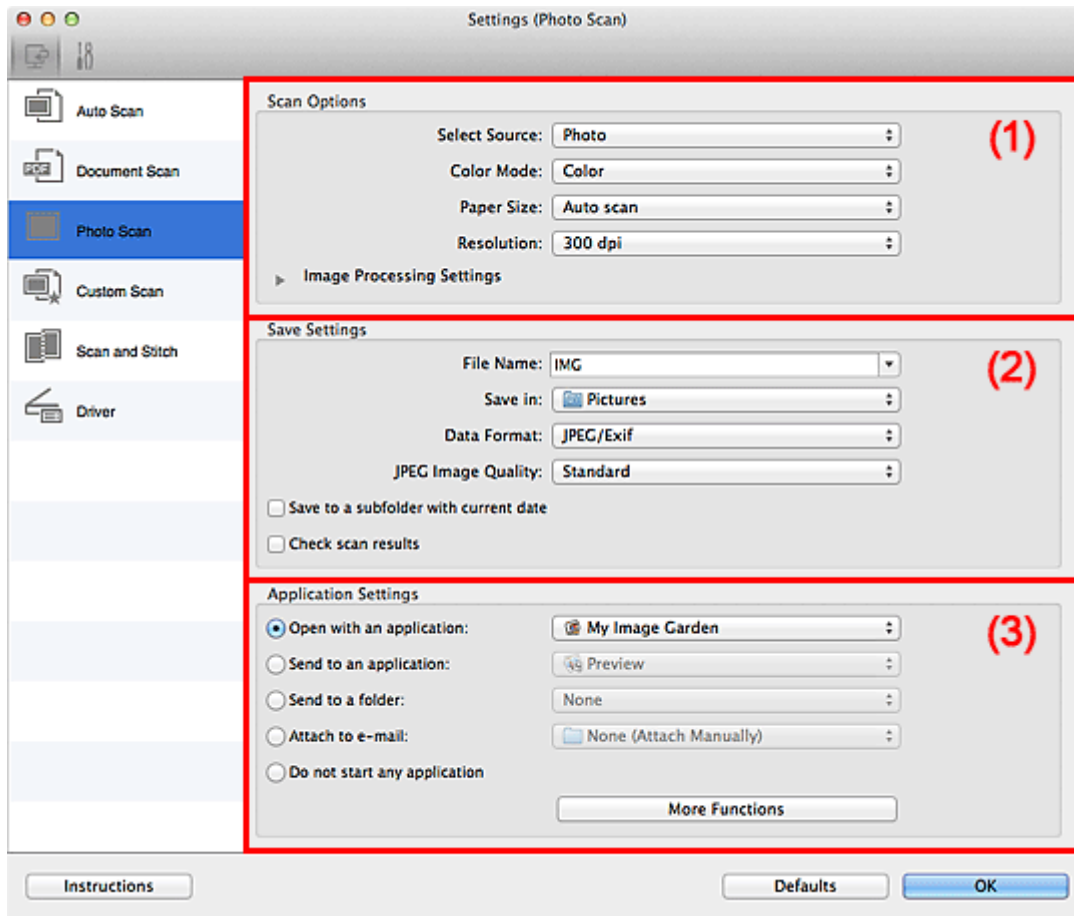 Settings (Photo Scan)
Auto Scan
Document Scan
Photo Scan
Custom Scan
Scan and Stitch
Driver
Scan Options
(1)
Select Source: Photo
Color Mode: Color
Paper Size: Auto scan
Resolution: 300 dpi
Image Processing Settings
Save Settings
(2)
File Name: IMG
Save in: Pictures
Data Format: JPEG/Exif
JPEG Image Quality: Standard
Save to a subfolder with current date
Check scan results
Application Settings
(3)
Open with an application: My Image Garden
Send to an application: Preview
Send to a folder: None
Attach to e-mail: None (Attach Manually)
Do not start any application
More Functions
Instructions
Defaults
OK